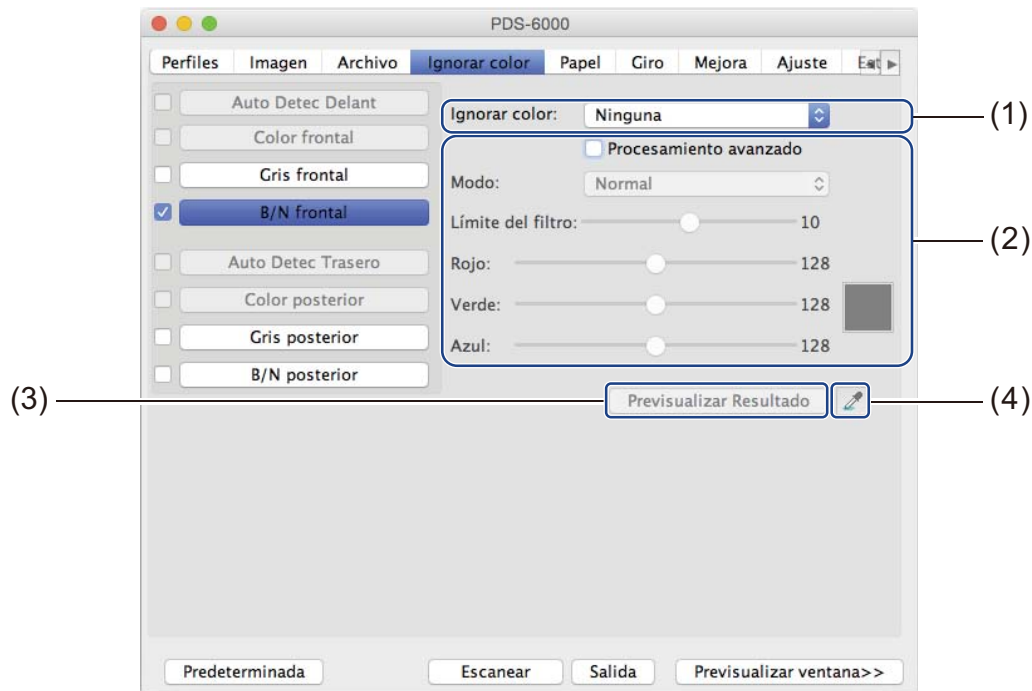 PDS-6000
Perfiles Imagen Archivo Ignorar color Papel Giro Mejora Ajuste
Auto Detec Delant
Color frontal
Gris frontal
B/N frontal
Auto Detec Trasero
Color posterior
Gris posterior
B/N posterior
Ignorar color: Ninguna
(1)
Procesamiento avanzado
Modo: Normal
Límite del filtro: 10
(2)
Rojo: 128
Verde: 128
Azul: 128
(3)
Previsualizar Resultado
(4)
Predeterminada Escanear Salida Previsualizar ventana>>